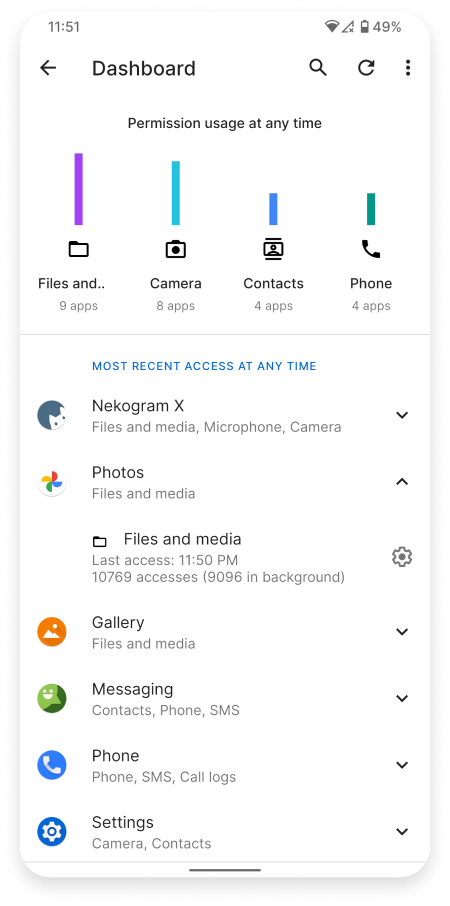 11:51
49%
Dashboard
Permission usage at any time
Files and.. Camera Contacts Phone
9 apps 8 apps 4 apps 4 apps
MOST RECENT ACCESS AT ANY TIME
Nekogram X
Files and media, Microphone, Camera
Photos
Files and media
Files and media
Last access: 11:50 PM
10769 accesses (9096 in background)
Gallery
Files and media
Messaging
Contacts, Phone, SMS
Phone
Phone, SMS, Call logs
Settings
Camera, Contacts